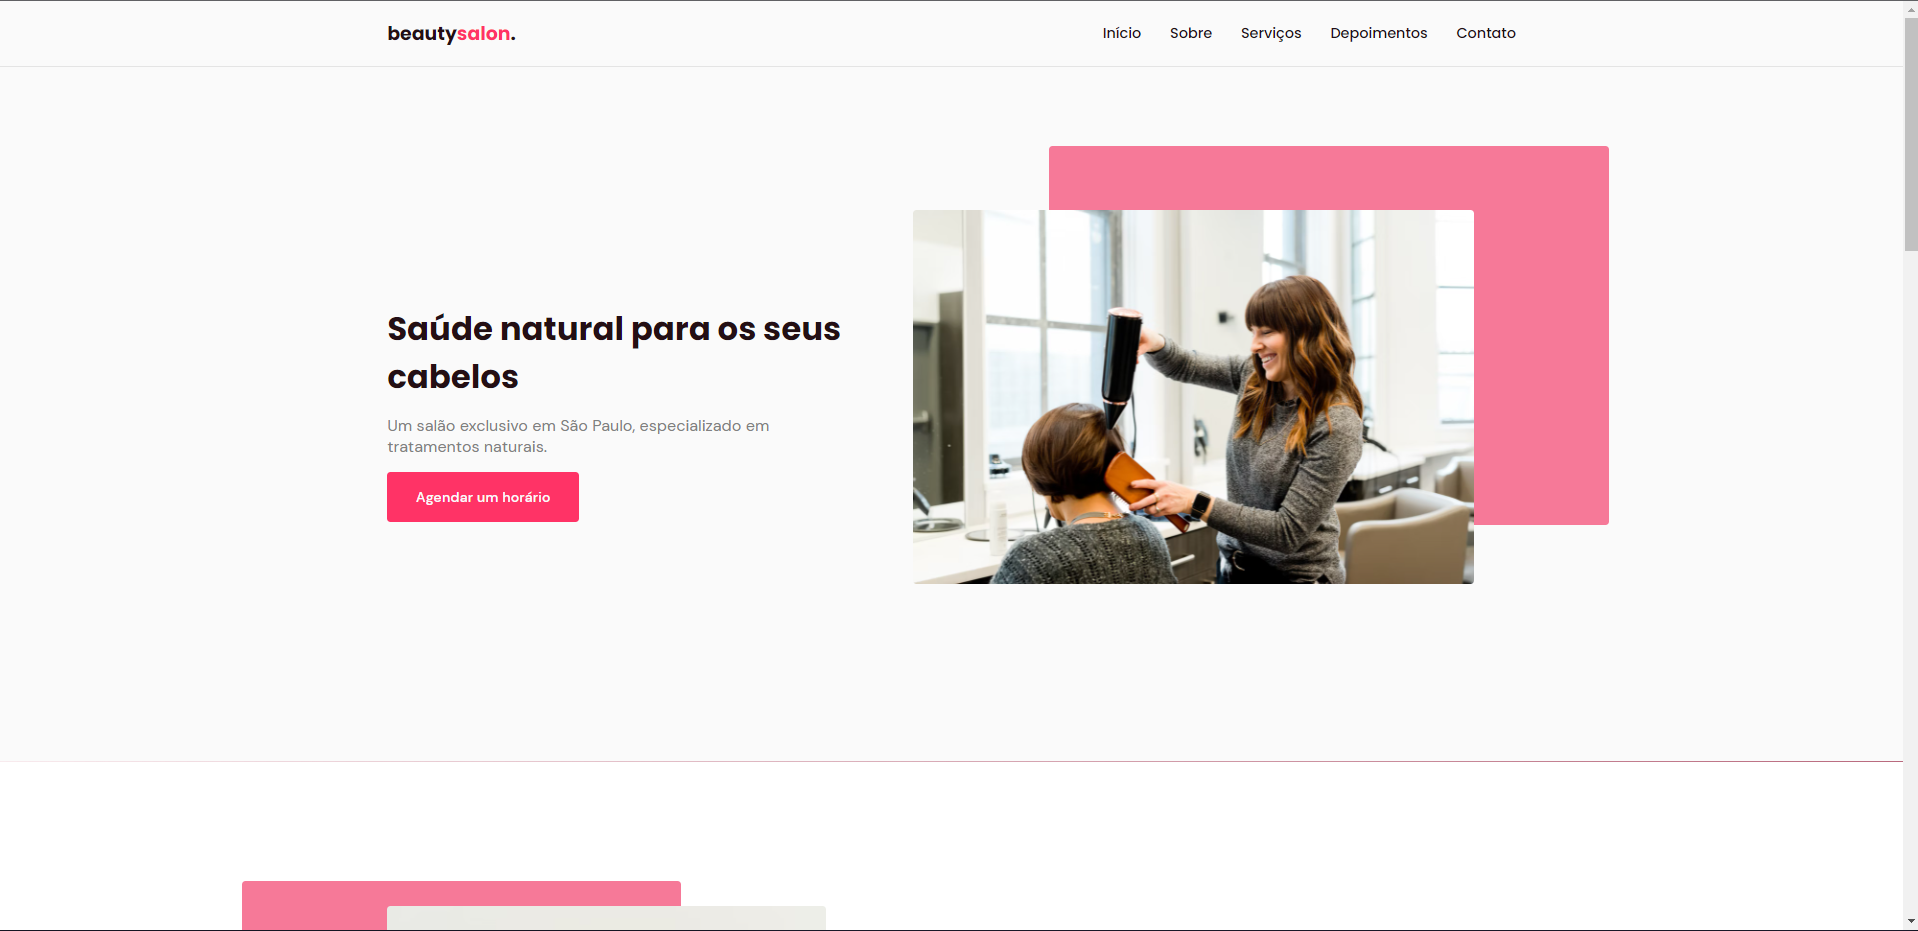 beautysalon.
Início Sobre Serviços Depoimentos Contato
Saúde natural para os seus
cabelos
Um salão exclusivo em São Paulo, especializado em
tratamentos naturais.
Agendar um horário